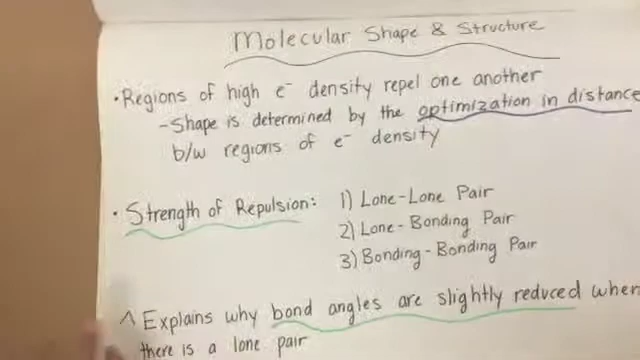 Molecular Shape & Structure
• Regions of high e⁻ density repel one another
- Shape is determined by the optimization in distance
b/w regions of e⁻ density
• Strength of Repulsion: 1) Lone-Lone Pair
2) Lone-Bonding Pair
3) Bonding-Bonding Pair
^ Explains why bond angles are slightly reduced when
there is a lone pair